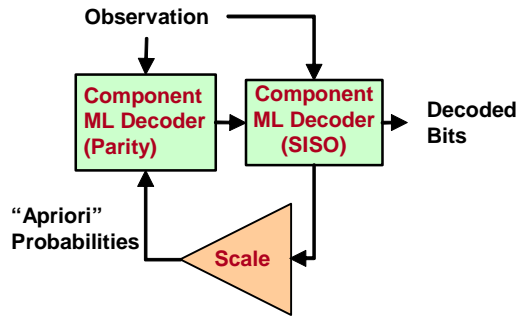 Observation
Component
ML Decoder
(Parity)
Component
ML Decoder
(SISO)
Decoded
Bits
“Apriori”
Probabilities
Scale